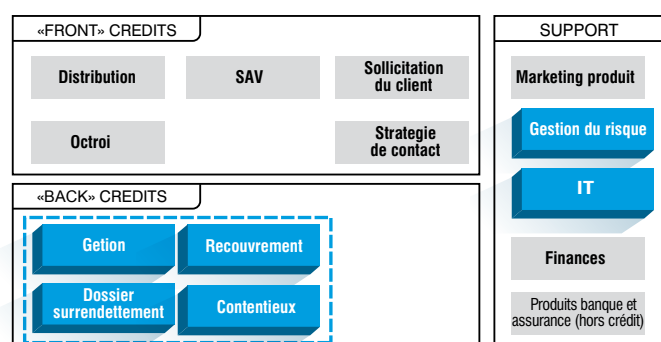 «FRONT» CREDITS
Distribution
SAV
Sollicitation
du client
Octroi
Strategie
de contact
«BACK» CREDITS
Getion
Recouvrement
Dossier
surrendettement
Contentieux
SUPPORT
Marketing produit
Gestion du risque
IT
Finances
Produits banque et
assurance (hors crédit)